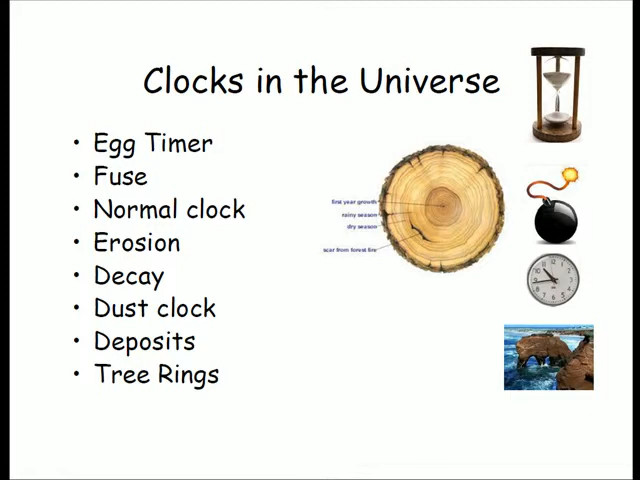 Clocks in the Universe
• Egg Timer
• Fuse
• Normal clock
• Erosion
• Decay
• Dust clock
• Deposits
• Tree Rings
first year growth
rainy season
dry season
scar from forest fire